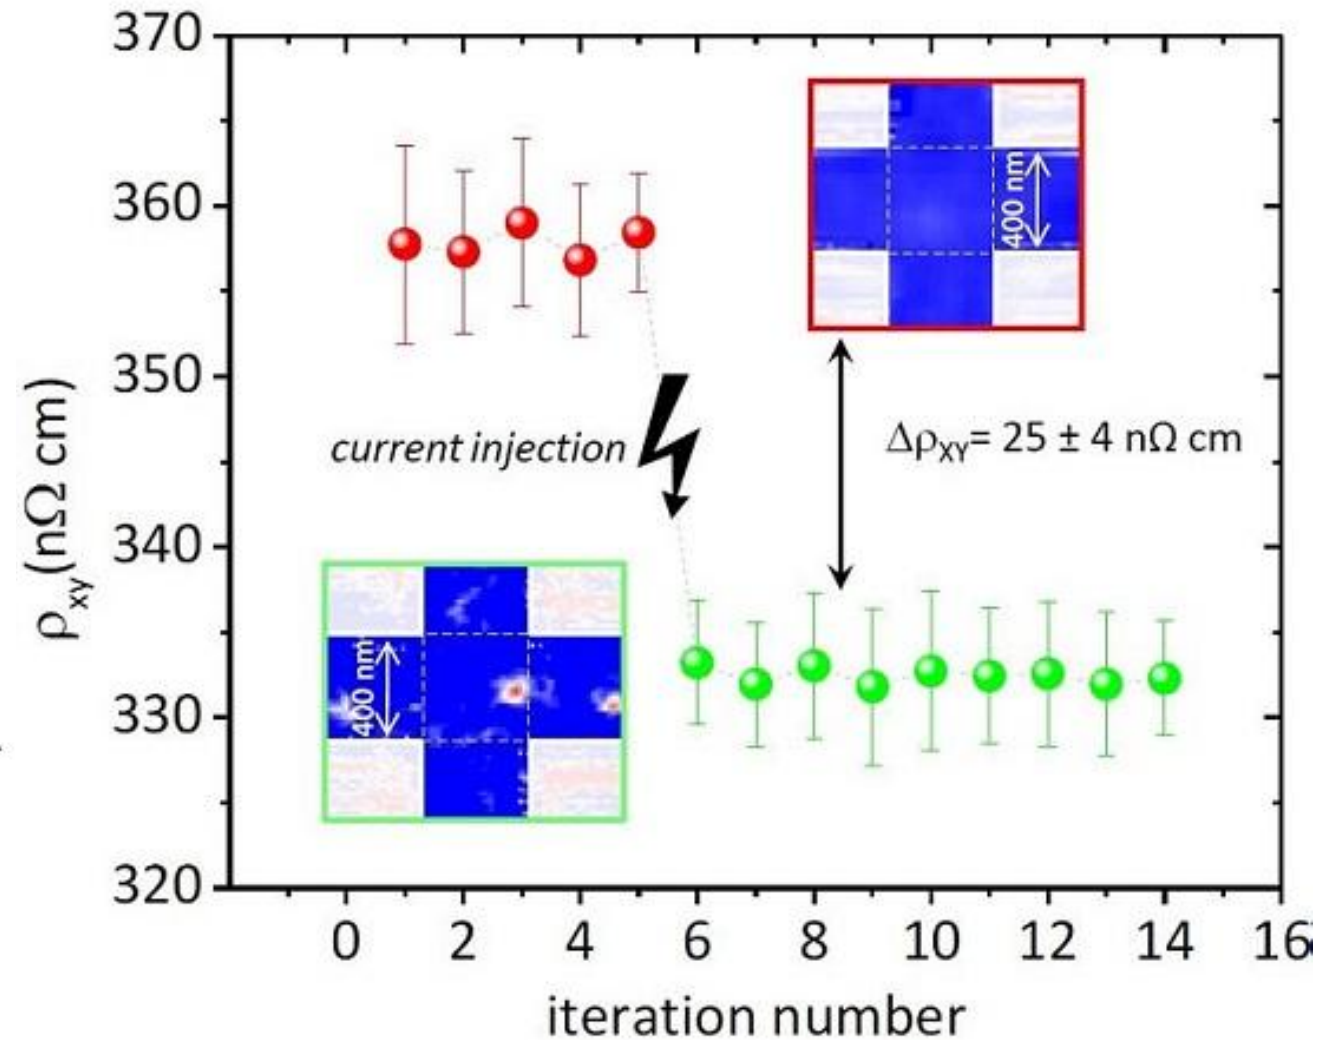 370
360
350
340
330
320
ρxy(nΩ cm)
400 nm
current injection
ΔρXY= 25 ± 4 nΩ cm
400 nm
0 2 4 6 8 10 12 14 16
iteration number